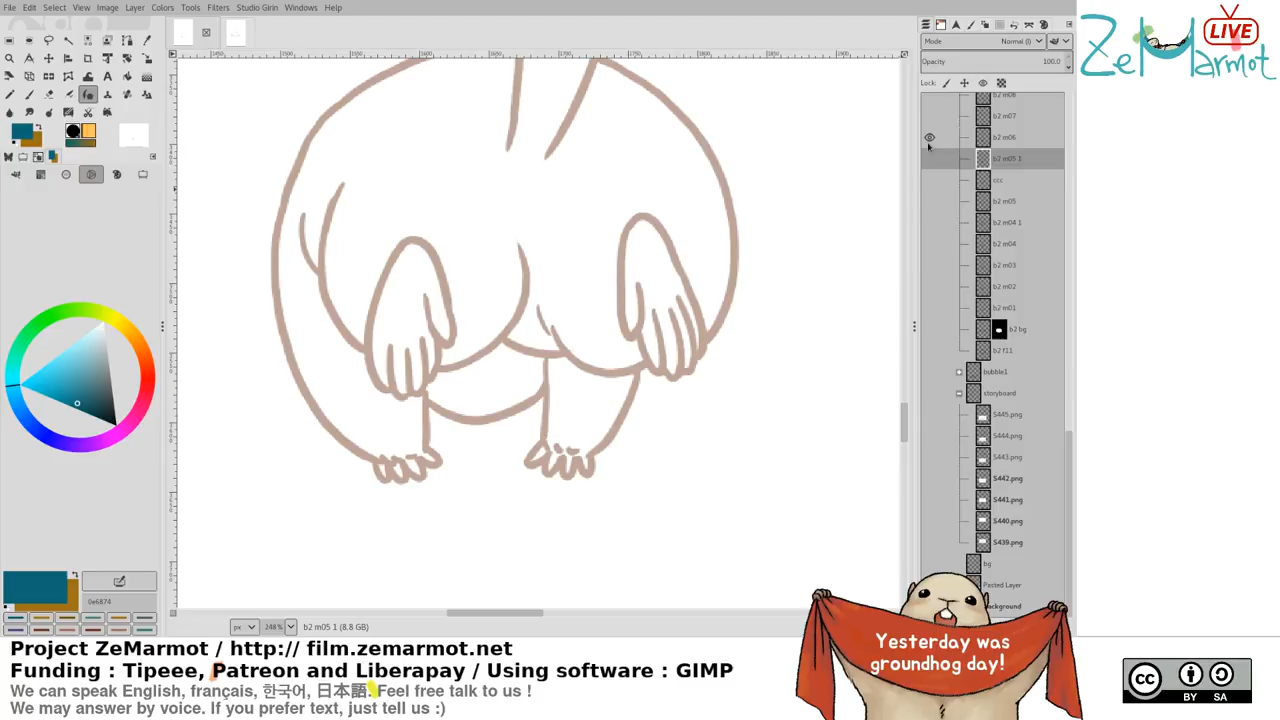 File Edit Select View Image Layer Colors Tools Filters Studio Girin Windows Help
Mode Normal (l)
Opacity 100.0
Lock:
b2 m08
b2 m07
b2 m06
b2 m05 1
ccc
b2 m05
b2 m04 1
b2 m04
b2 m03
b2 m02
b2 m01
b2 bg
b2 f11
bubble1
storyboard
S445.png
S444.png
S443.png
S442.png
S441.png
S440.png
S439.png
bg
Pasted Layer
Background
0e6874
px 248% b2 m05 1 (8.8 GB)
ZeMarmot
LIVE
Yesterday was
groundhog day!
Project ZeMarmot / http:// film.zemarmot.net
Funding : Tipeee, Patreon and Liberapay / Using software : GIMP
We can speak English, français, 한국어, 日本語. Feel free talk to us !
We may answer by voice. If you prefer text, just tell us :)
CC BY SA